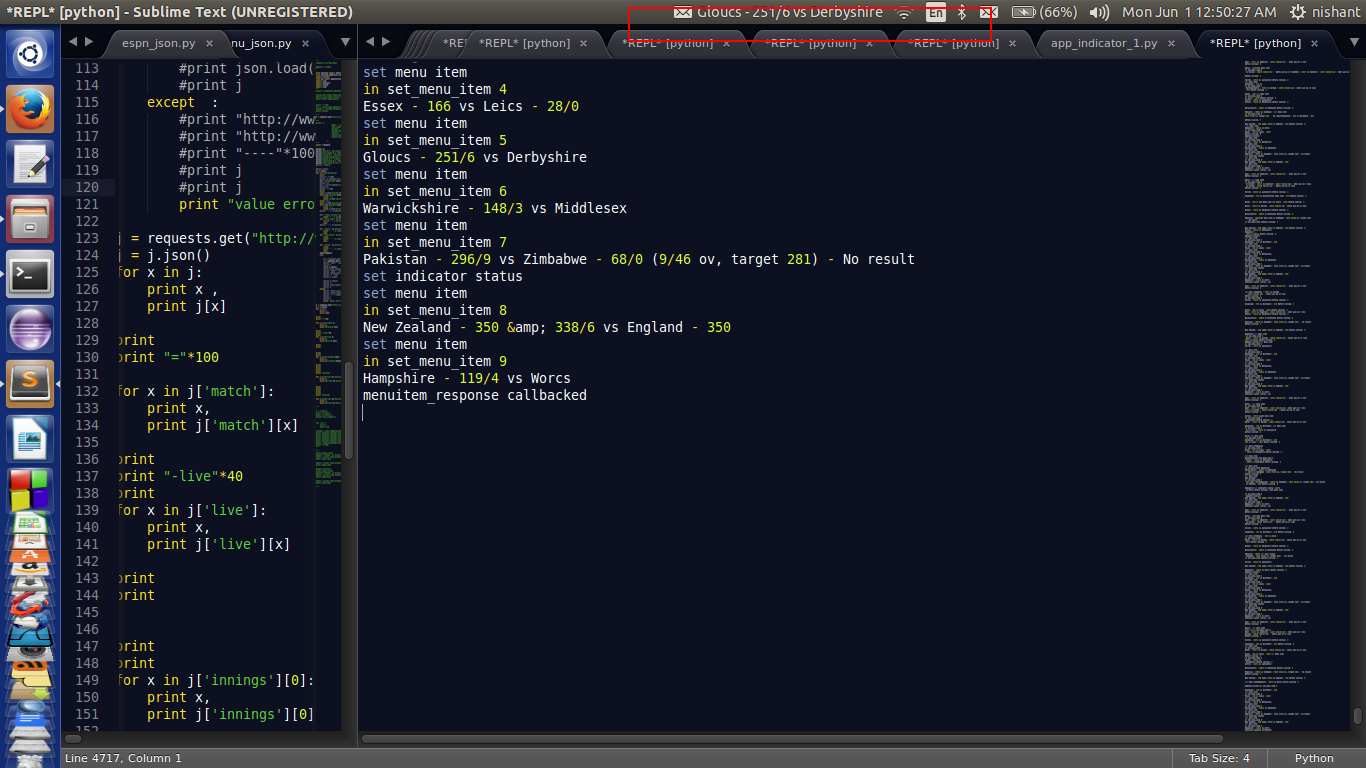 *REPL* [python] - Sublime Text (UNREGISTERED)
Gloucs - 251/6 vs Derbyshire
En
(66%)
Mon Jun 1 12:50:27 AM
nishant
espn_json.py
nu_json.py
*REPL* [python]
*REPL* [python]
*REPL* [python]
*REPL* [python]
app_indicator_1.py
*REPL* [python]
113 #print json.load(
114 #print j
115 except :
116 #print "http://ww
117 #print "http://ww
118 #print "----"*100
119 #print j
120 #print j
121 print "value erro
122
123 j = requests.get("http://
124 j = j.json()
125 for x in j:
126 print x ,
127 print j[x]
128
129 print
130 print "="*100
131
132 for x in j['match']:
133 print x,
134 print j['match'][x]
135
136 print
137 print "-live"*40
138 print
139 for x in j['live']:
140 print x,
141 print j['live'][x]
142
143 print
144 print
145
146
147 print
148 print
149 for x in j['innings'][0]:
150 print x,
151 print j['innings'][0]
152
set menu item
in set_menu_item 4
Essex - 166 vs Leics - 28/0
set menu item
in set_menu_item 5
Gloucs - 251/6 vs Derbyshire
set menu item
in set_menu_item 6
Warwickshire - 148/3 vs Middlesex
set menu item
in set_menu_item 7
Pakistan - 296/9 vs Zimbabwe - 68/0 (9/46 ov, target 281) - No result
set indicator status
set menu item
in set_menu_item 8
New Zealand - 350 &amp; 338/6 vs England - 350
set menu item
in set_menu_item 9
Hampshire - 119/4 vs Worcs
menuitem_response callbacked
Line 4717, Column 1
Tab Size: 4
Python